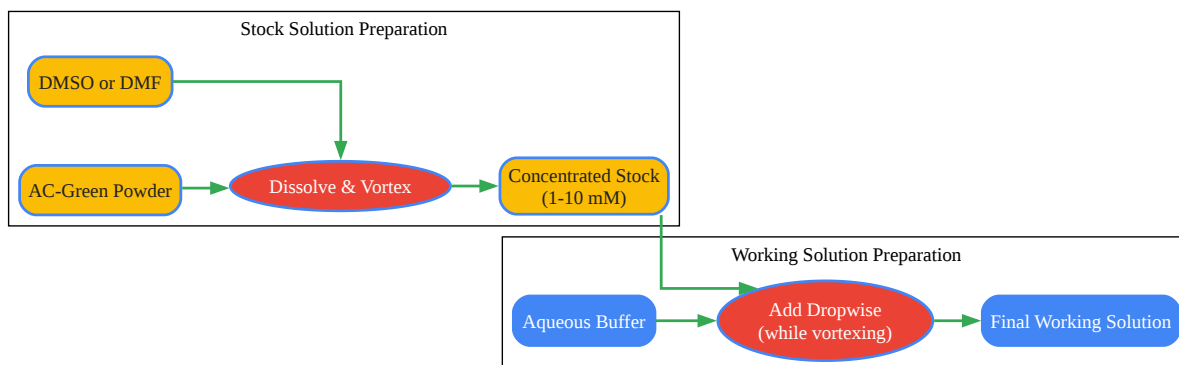 Stock Solution Preparation
DMSO or DMF
AC-Green Powder
Dissolve & Vortex
Concentrated Stock
(1-10 mM)
Working Solution Preparation
Aqueous Buffer
Add Dropwise
(while vortexing)
Final Working Solution